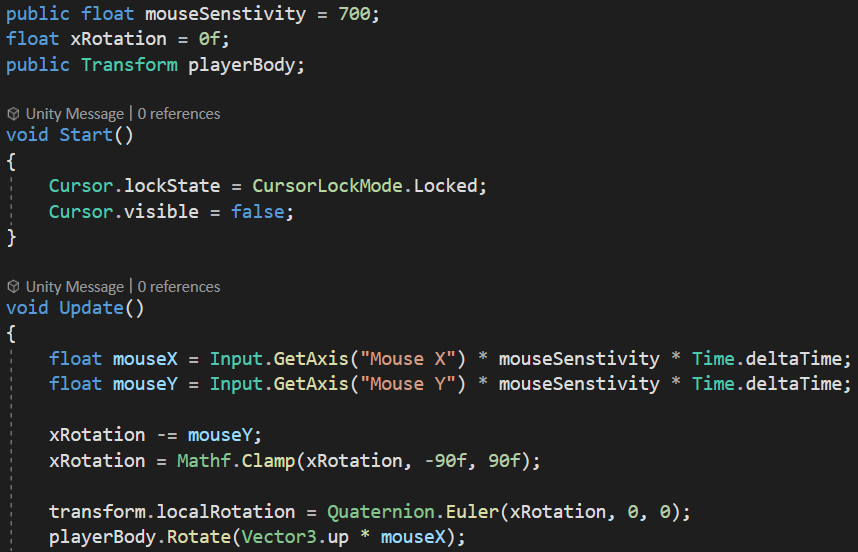 public float mouseSenstivity = 700;
float xRotation = 0f;
public Transform playerBody;
Unity Message | 0 references
void Start()
{
Cursor.lockState = CursorLockMode.Locked;
Cursor.visible = false;
}
Unity Message | 0 references
void Update()
{
float mouseX = Input.GetAxis("Mouse X") * mouseSenstivity * Time.deltaTime;
float mouseY = Input.GetAxis("Mouse Y") * mouseSenstivity * Time.deltaTime;
xRotation -= mouseY;
xRotation = Mathf.Clamp(xRotation, -90f, 90f);
transform.localRotation = Quaternion.Euler(xRotation, 0, 0);
playerBody.Rotate(Vector3.up * mouseX);